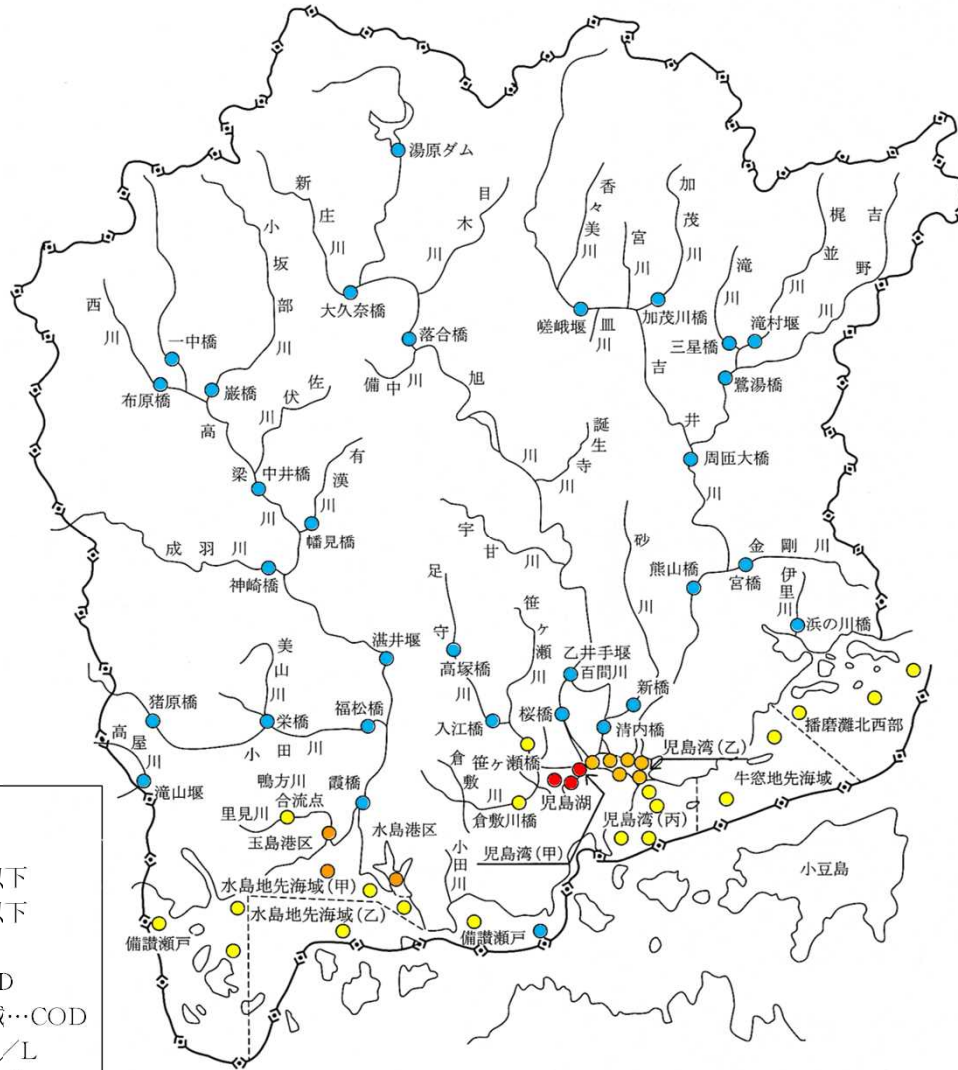 湯原ダム
新庄川
目木川
香々美川
加茂川
宮川
梶並川
吉野川
滝川
小坂部川
西川
大久奈橋
嵯峨堰
皿川
加茂川橋
滝村堰
三星橋
一中橋
落合橋
備中川
布原橋
巌橋
鷺湯橋
旭川
佐伏川
吉井川
誕生寺川
高梁川
有漢川
中井橋
周匝大橋
幡見橋
宇甘川
砂川
成羽川
神崎橋
足守川
笹ヶ瀬川
金剛川
熊山橋
宮橋
伊里川
浜の川橋
美山川
湛井堰
高塚橋
乙井手堰
百間川
新橋
猪原橋
栄橋
福松橋
入江橋
桜橋
清内橋
播磨灘北西部
小田川
高屋川
倉敷川
笹ヶ瀬橋
児島湾(乙)
牛窓地先海域
滝山堰
鴨方川
合流点
霞橋
児島湖
里見川
倉敷川橋
児島湾(丙)
玉島港区
水島港区
小田川
児島湾(甲)
小豆島
水島地先海域(甲)
水島地先海域(乙)
備讃瀬戸
備讃瀬戸
以下
以下
D
…COD
/L